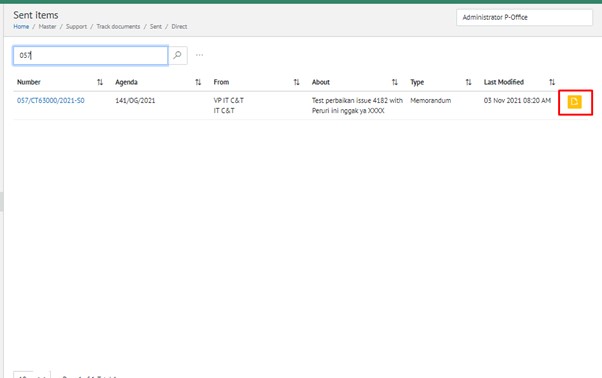 Sent items
Administrator P-Office
Home / Master / Support / Track documents / Sent / Direct
057
Number Agenda From About Type Last Modified
057/CT63000/2021-S0 141/OG/2021 VP IT C&T Test perbaikan issue 4182 with Memorandum 03 Nov 2021 08:20 AM
IT C&T Peruri ini nggak ya XXXX